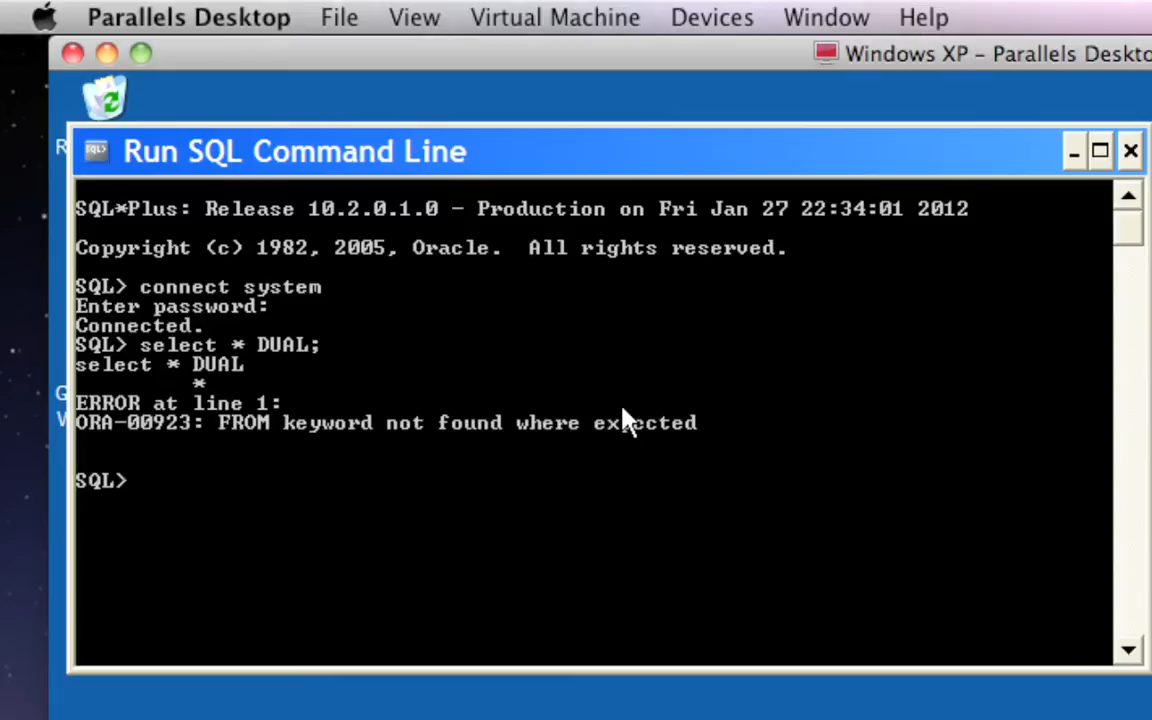 Parallels Desktop File View Virtual Machine Devices Window Help
Windows XP - Parallels Deskto
R
Run SQL Command Line
SQL*Plus: Release 10.2.0.1.0 - Production on Fri Jan 27 22:34:01 2012
Copyright (c) 1982, 2005, Oracle.  All rights reserved.
SQL> connect system
Enter password:
Connected.
SQL> select * DUAL;
select * DUAL
*
G
ERROR at line 1:
W
ORA-00923: FROM keyword not found where expected
SQL>